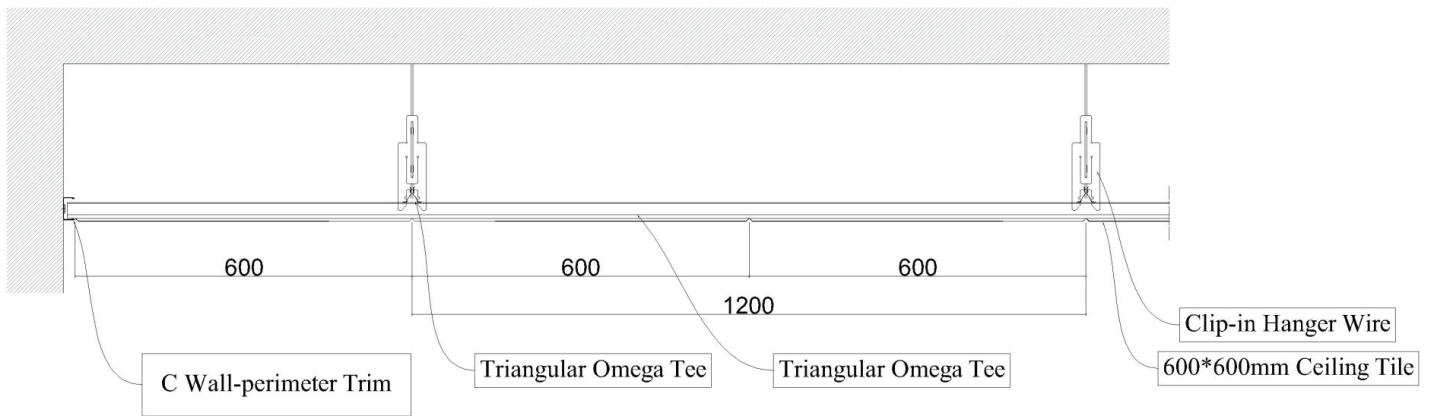 600
600
600
1200
Clip-in Hanger Wire
C Wall-perimeter Trim
Triangular Omega Tee
Triangular Omega Tee
600*600mm Ceiling Tile